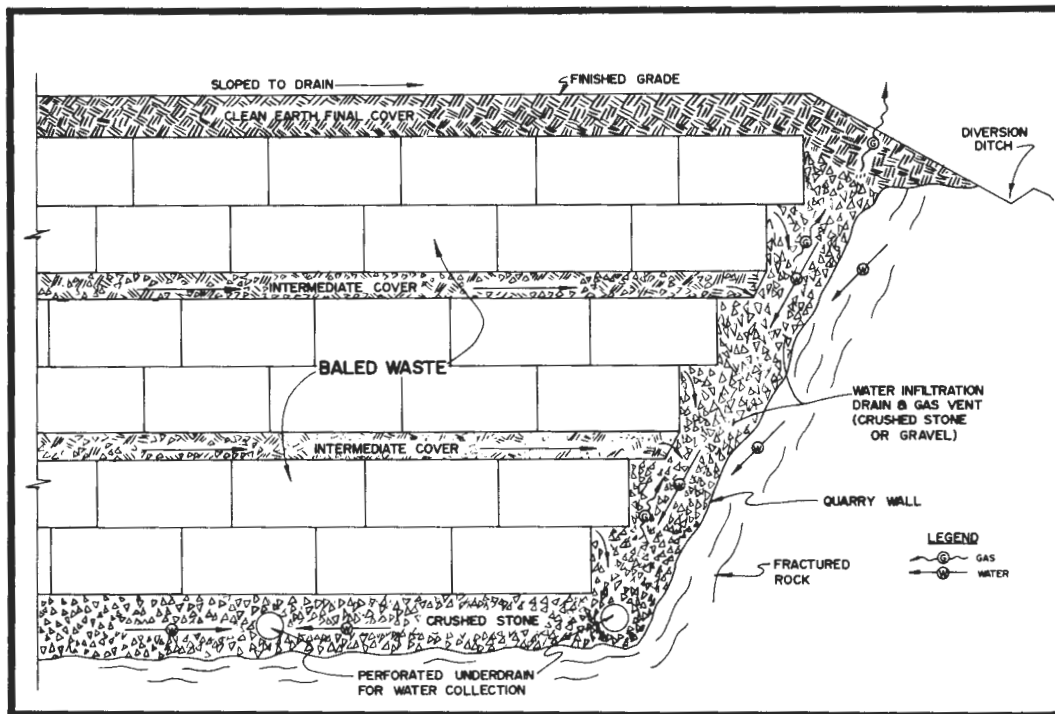 SLOPED TO DRAIN
FINISHED GRADE
CLEAN EARTH FINAL COVER
G
DIVERSION
DITCH
G
W
W
INTERMEDIATE COVER
BALED WASTE
WATER INFILTRATION
DRAIN & GAS VENT
(CRUSHED STONE
OR GRAVEL)
INTERMEDIATE COVER
W
W
G
QUARRY WALL
LEGEND
G GAS
W WATER
FRACTURED
ROCK
CRUSHED STONE
W
W
PERFORATED UNDERDRAIN
FOR WATER COLLECTION